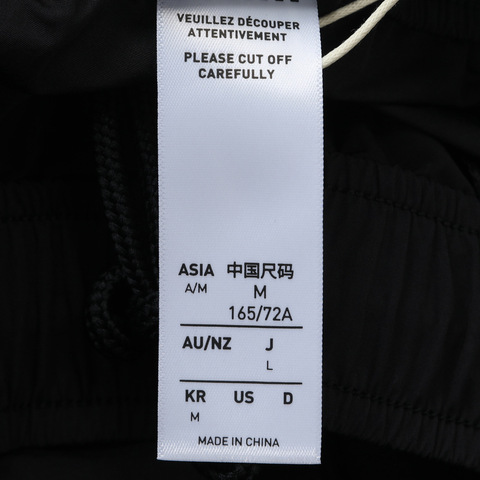 VEUILLEZ DÉCOUPER
ATTENTIVEMENT
PLEASE CUT OFF
CAREFULLY
ASIA 中国尺码
A/M M
165/72A
AU/NZ J
L
KR US D
M
MADE IN CHINA